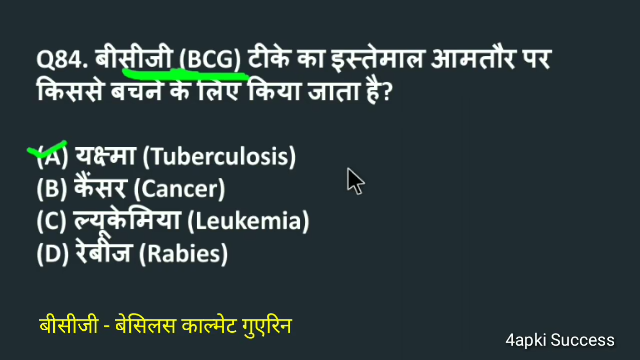 Q84. बीसीजी (BCG) टीके का इस्तेमाल आमतौर पर
किससे बचने के लिए किया जाता है?
(A) यक्ष्मा (Tuberculosis)
(B) कैंसर (Cancer)
(C) ल्यूकेमिया (Leukemia)
(D) रेबीज (Rabies)
बीसीजी - बेसिलस काल्मेट गुएरिन
4apki Success